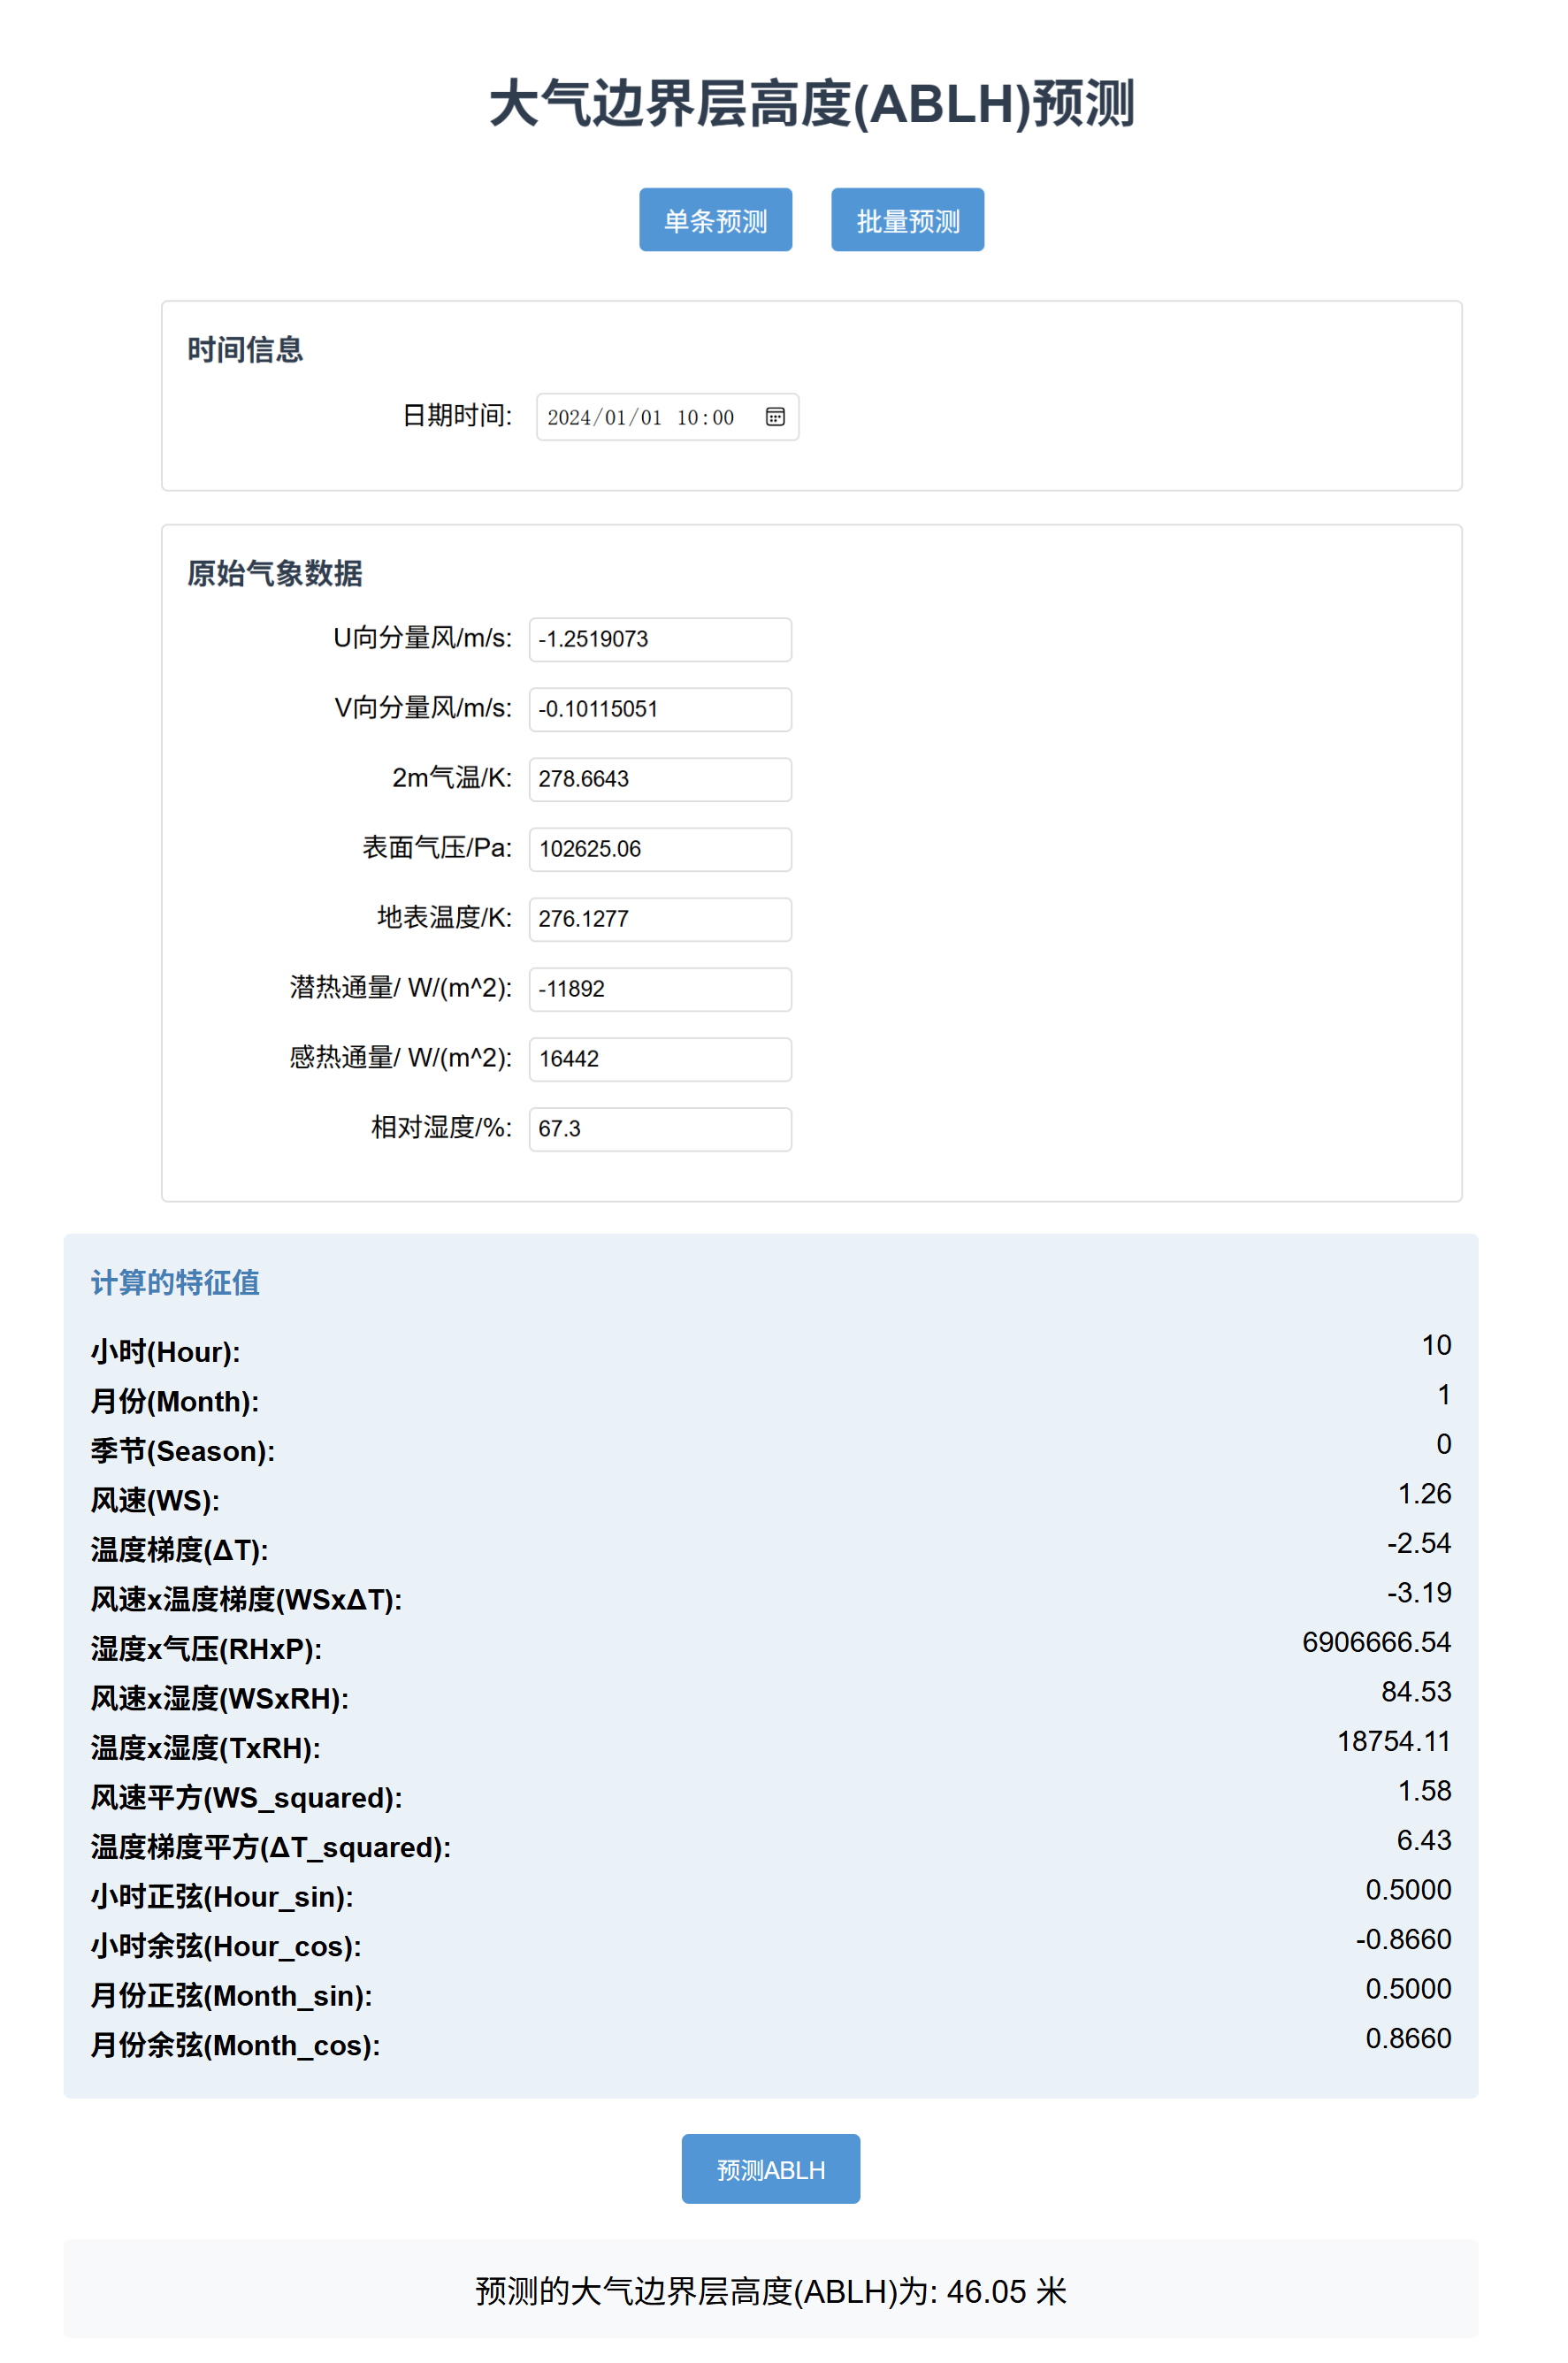 大气边界层高度(ABLH)预测
单条预测 批量预测
时间信息
日期时间: 2024/01/01 10:00
原始气象数据
U向分量风/m/s: -1.2519073
V向分量风/m/s: -0.10115051
2m气温/K: 278.6643
表面气压/Pa: 102625.06
地表温度/K: 276.1277
潜热通量/ W/(m^2): -11892
感热通量/ W/(m^2): 16442
相对湿度/%: 67.3
计算的特征值
小时(Hour): 10
月份(Month): 1
季节(Season): 0
风速(WS): 1.26
温度梯度(ΔT): -2.54
风速x温度梯度(WSxΔT): -3.19
湿度x气压(RHxP): 6906666.54
风速x湿度(WSxRH): 84.53
温度x湿度(TxRH): 18754.11
风速平方(WS_squared): 1.58
温度梯度平方(ΔT_squared): 6.43
小时正弦(Hour_sin): 0.5000
小时余弦(Hour_cos): -0.8660
月份正弦(Month_sin): 0.5000
月份余弦(Month_cos): 0.8660
预测ABLH
预测的大气边界层高度(ABLH)为: 46.05 米